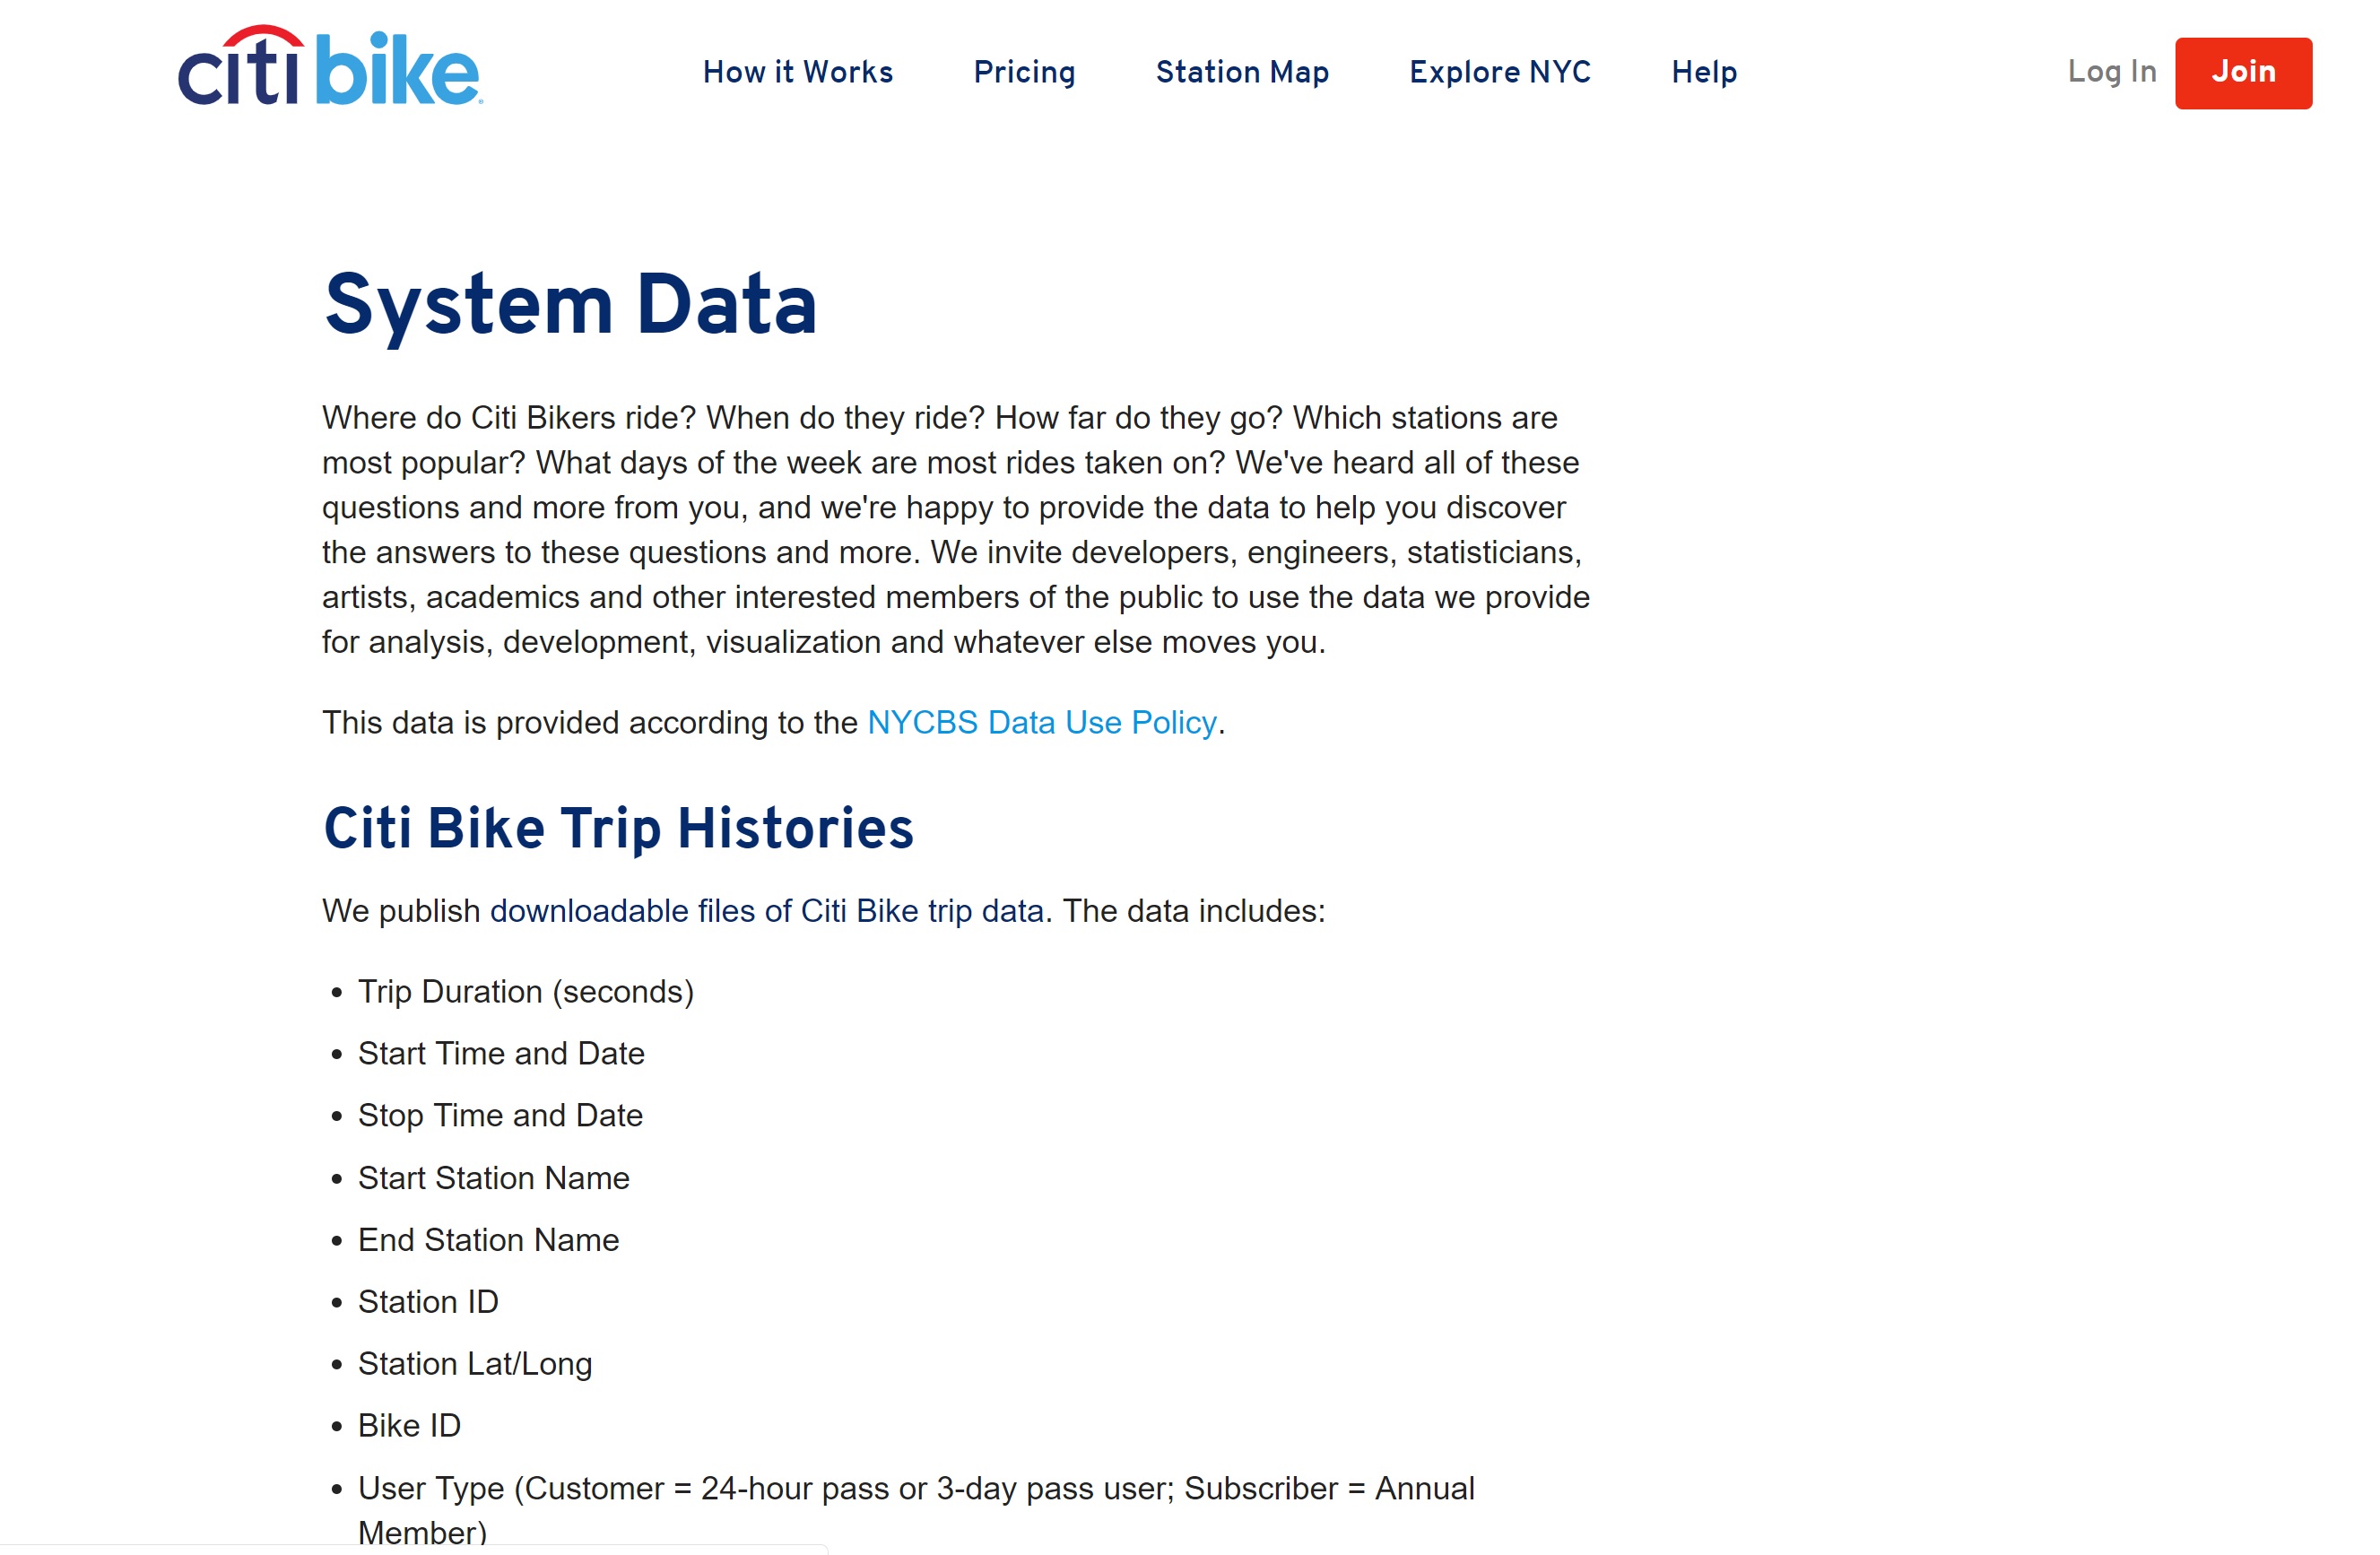 citi bike
How it Works
Pricing
Station Map
Explore NYC
Help
Log In
Join
System Data
Where do Citi Bikers ride? When do they ride? How far do they go? Which stations are
most popular? What days of the week are most rides taken on? We've heard all of these
questions and more from you, and we're happy to provide the data to help you discover
the answers to these questions and more. We invite developers, engineers, statisticians,
artists, academics and other interested members of the public to use the data we provide
for analysis, development, visualization and whatever else moves you.
This data is provided according to the NYCBS Data Use Policy.
Citi Bike Trip Histories
We publish downloadable files of Citi Bike trip data. The data includes:
• Trip Duration (seconds)
• Start Time and Date
• Stop Time and Date
• Start Station Name
• End Station Name
• Station ID
• Station Lat/Long
• Bike ID
• User Type (Customer = 24-hour pass or 3-day pass user; Subscriber = Annual
Member)